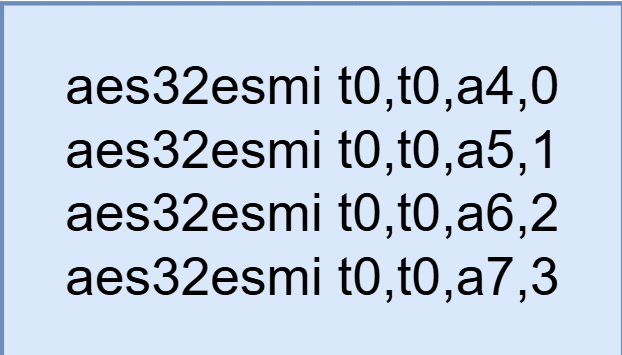 aes32esmi t0,t0,a4,0
aes32esmi t0,t0,a5,1
aes32esmi t0,t0,a6,2
aes32esmi t0,t0,a7,3